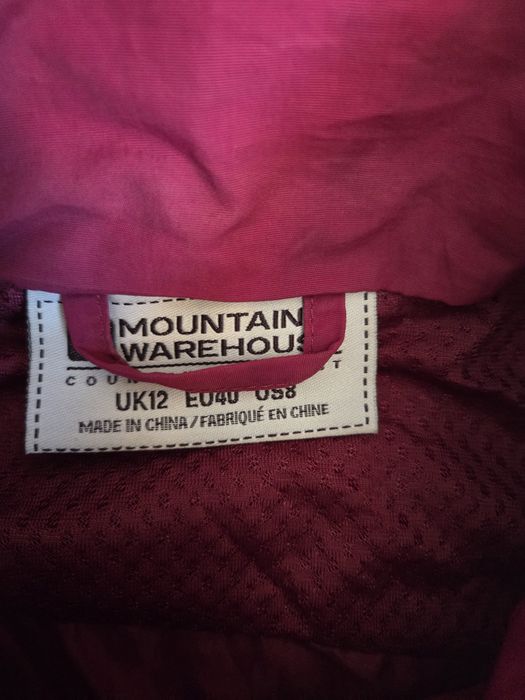 MOUNTAIN
WAREHOUS
UK12 EU40 US8
MADE IN CHINA / FABRIQUÉ EN CHINE